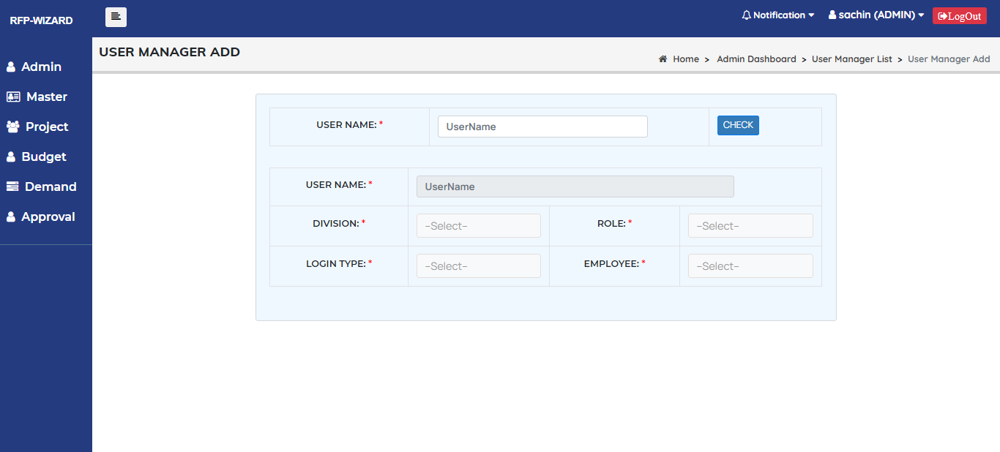 RFP-WIZARD
Notification
sachin (ADMIN)
LogOut
USER MANAGER ADD
Home > Admin Dashboard > User Manager List > User Manager Add
Admin
Master
Project
Budget
Demand
Approval
USER NAME: * UserName CHECK
USER NAME: * UserName
DIVISION: * -Select- ROLE: * -Select-
LOGIN TYPE: * -Select- EMPLOYEE: * -Select-